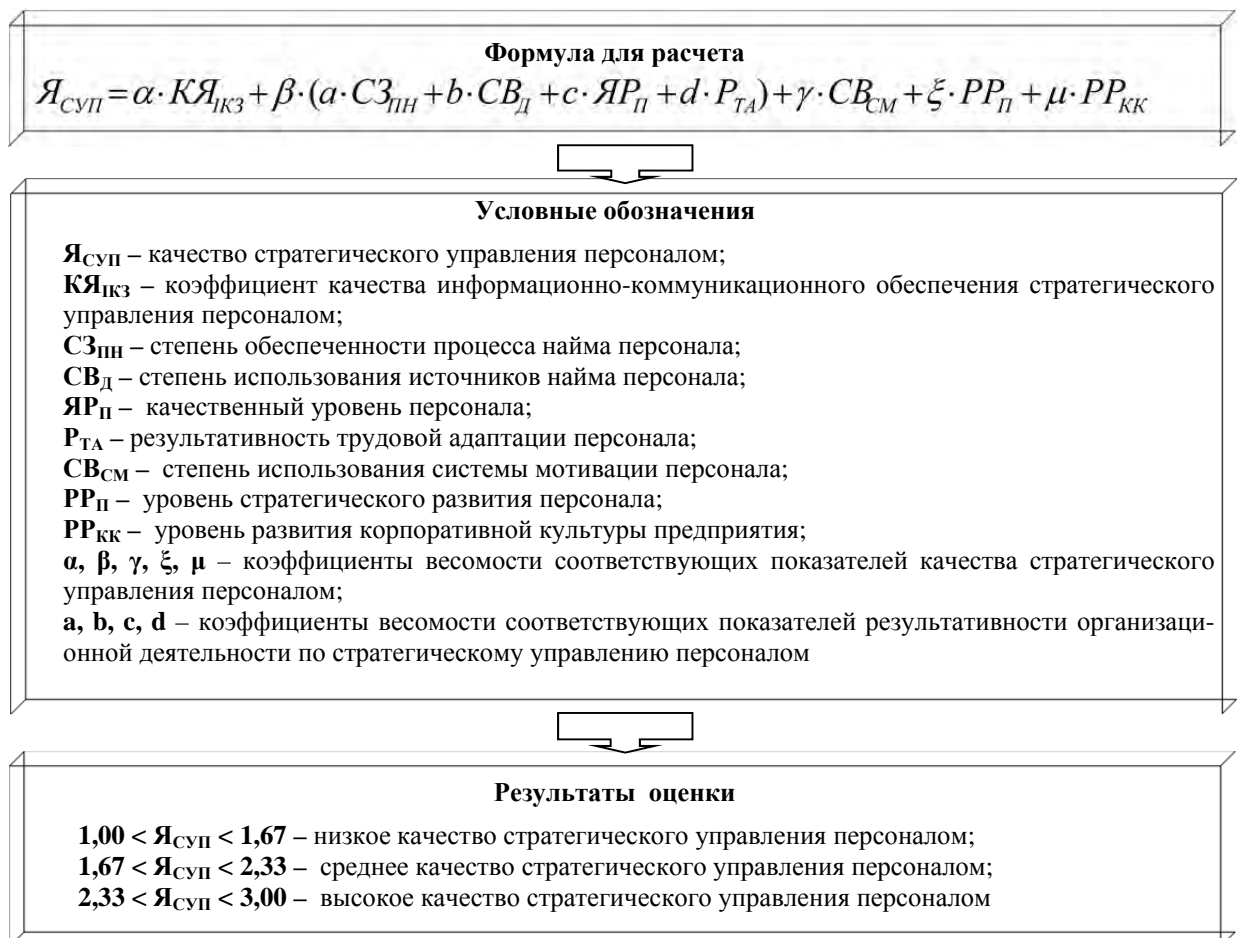 Формула для расчета
Я_СУП = α · КЯ_ІКЗ + β · (a · СЗ_ПН + b · СВ_Д + c · ЯР_П + d · Р_ТА) + γ · СВ_СМ + ξ · РР_П + μ · РР_КК
Условные обозначения
Я_СУП – качество стратегического управления персоналом;
КЯ_ІКЗ – коэффициент качества информационно-коммуникационного обеспечения стратегического
управления персоналом;
СЗ_ПН – степень обеспеченности процесса найма персонала;
СВ_Д – степень использования источников найма персонала;
ЯР_П – качественный уровень персонала;
Р_ТА – результативность трудовой адаптации персонала;
СВ_СМ – степень использования системы мотивации персонала;
РР_П – уровень стратегического развития персонала;
РР_КК – уровень развития корпоративной культуры предприятия;
α, β, γ, ξ, μ – коэффициенты весомости соответствующих показателей качества стратегического
управления персоналом;
a, b, c, d – коэффициенты весомости соответствующих показателей результативности организаци-
онной деятельности по стратегическому управлению персоналом
Результаты оценки
1,00 < Я_СУП < 1,67 – низкое качество стратегического управления персоналом;
1,67 < Я_СУП < 2,33 – среднее качество стратегического управления персоналом;
2,33 < Я_СУП < 3,00 – высокое качество стратегического управления персоналом